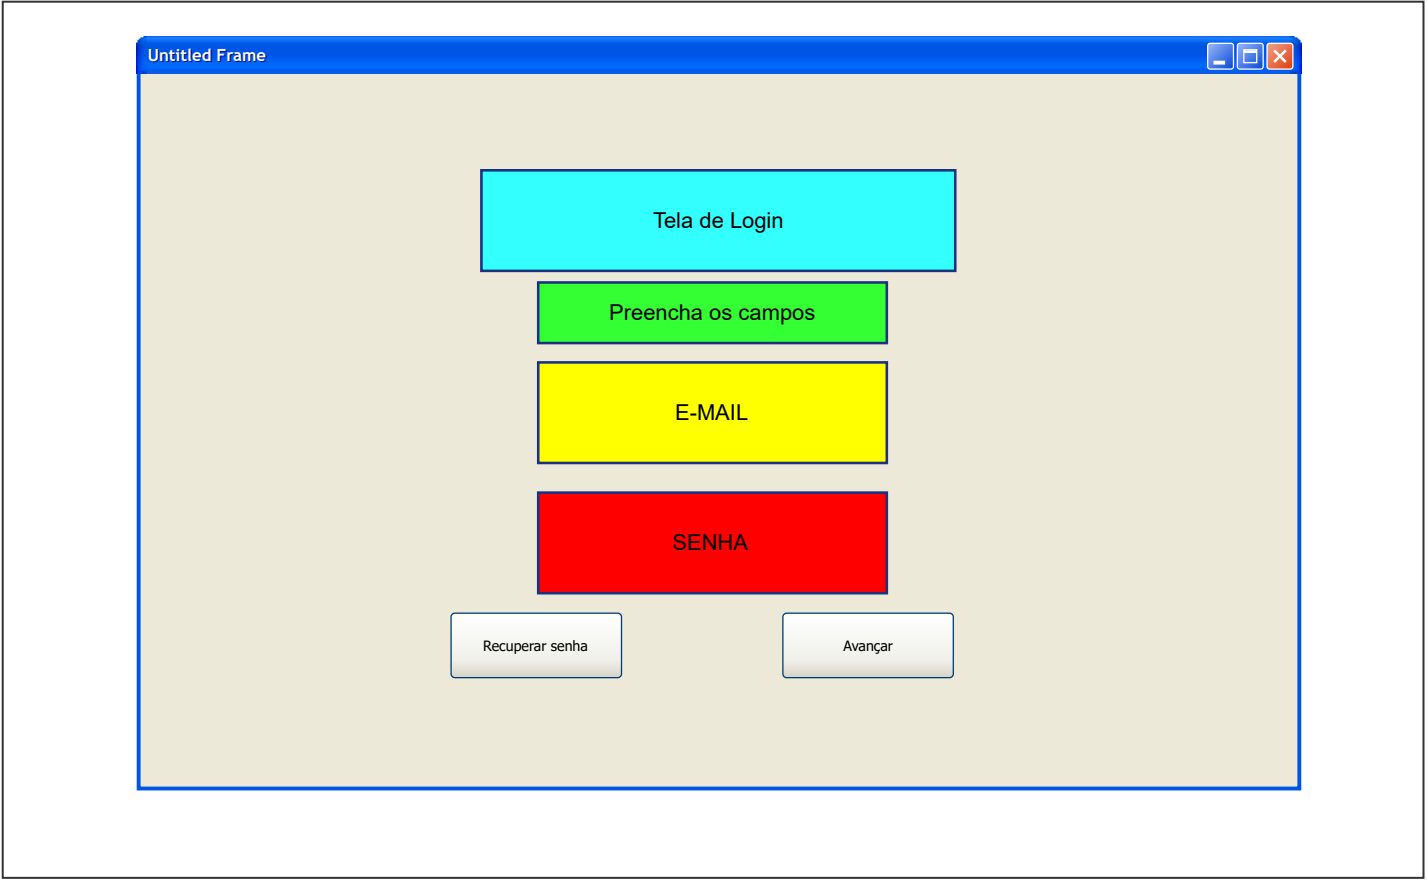 Untitled Frame
Tela de Login
Preencha os campos
E-MAIL
SENHA
Recuperar senha
Avançar